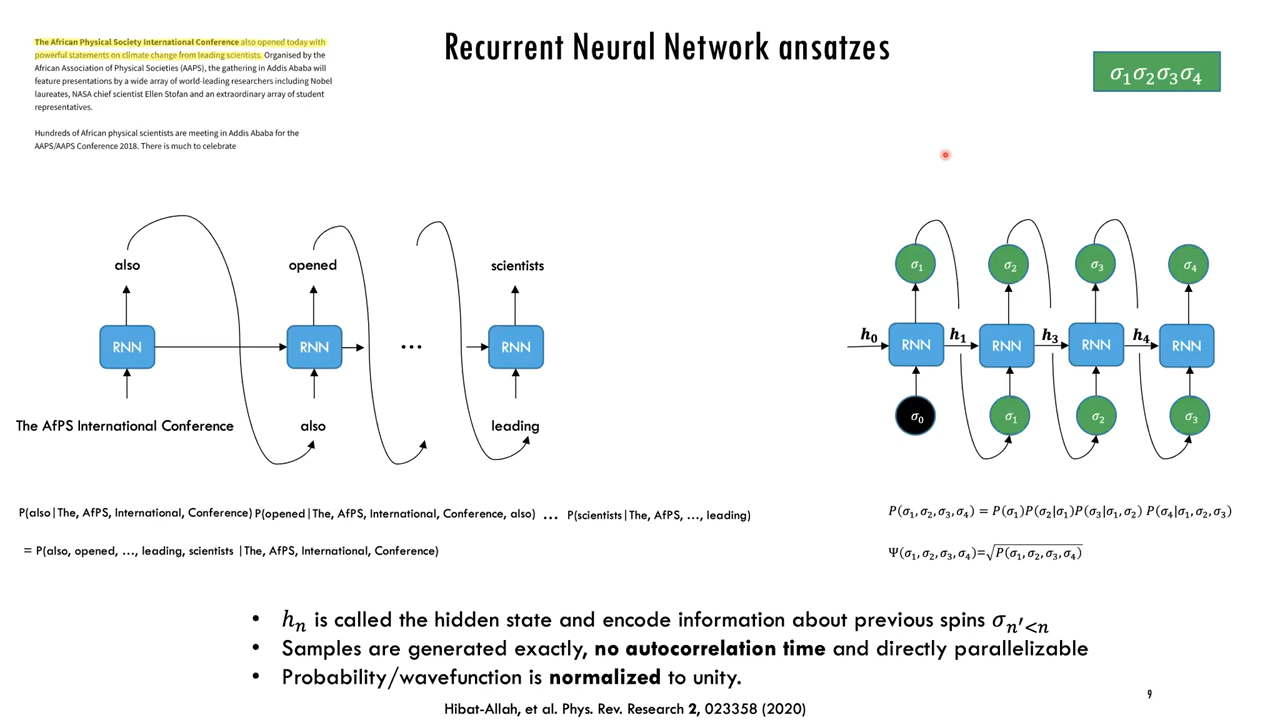 Recurrent Neural Network ansatzes
The African Physical Society International Conference also opened today with
powerful statements on climate change from leading scientists. Organised by the
African Association of Physical Societies (AAPS), the gathering in Addis Ababa will
feature presentations by a wide array of world-leading researchers including Nobel
laureates, NASA chief scientist Ellen Stofan and an extraordinary array of student
representatives.
Hundreds of African physical scientists are meeting in Addis Ababa for the
AAPS/AAPS Conference 2018. There is much to celebrate
σ₁σ₂σ₃σ₄
also opened scientists
RNN RNN ... RNN
The AfPS International Conference also leading
σ₁ σ₂ σ₃ σ₄
h₀ RNN h₁ RNN h₃ RNN h₄ RNN
σ₀ σ₁ σ₂ σ₃
P(also|The, AfPS, International, Conference) P(opened|The, AfPS, International, Conference, also) ... P(scientists|The, AfPS, ..., leading)
= P(also, opened, ..., leading, scientists |The, AfPS, International, Conference)
P(σ₁, σ₂, σ₃, σ₄) = P(σ₁)P(σ₂|σ₁)P(σ₃|σ₁, σ₂) P(σ₄|σ₁, σ₂, σ₃)
Ψ(σ₁, σ₂, σ₃, σ₄)=√P(σ₁, σ₂, σ₃, σ₄)
• hₙ is called the hidden state and encode information about previous spins σₙ′<ₙ
• Samples are generated exactly, no autocorrelation time and directly parallelizable
• Probability/wavefunction is normalized to unity.
Hibat-Allah, et al. Phys. Rev. Research 2, 023358 (2020)
9